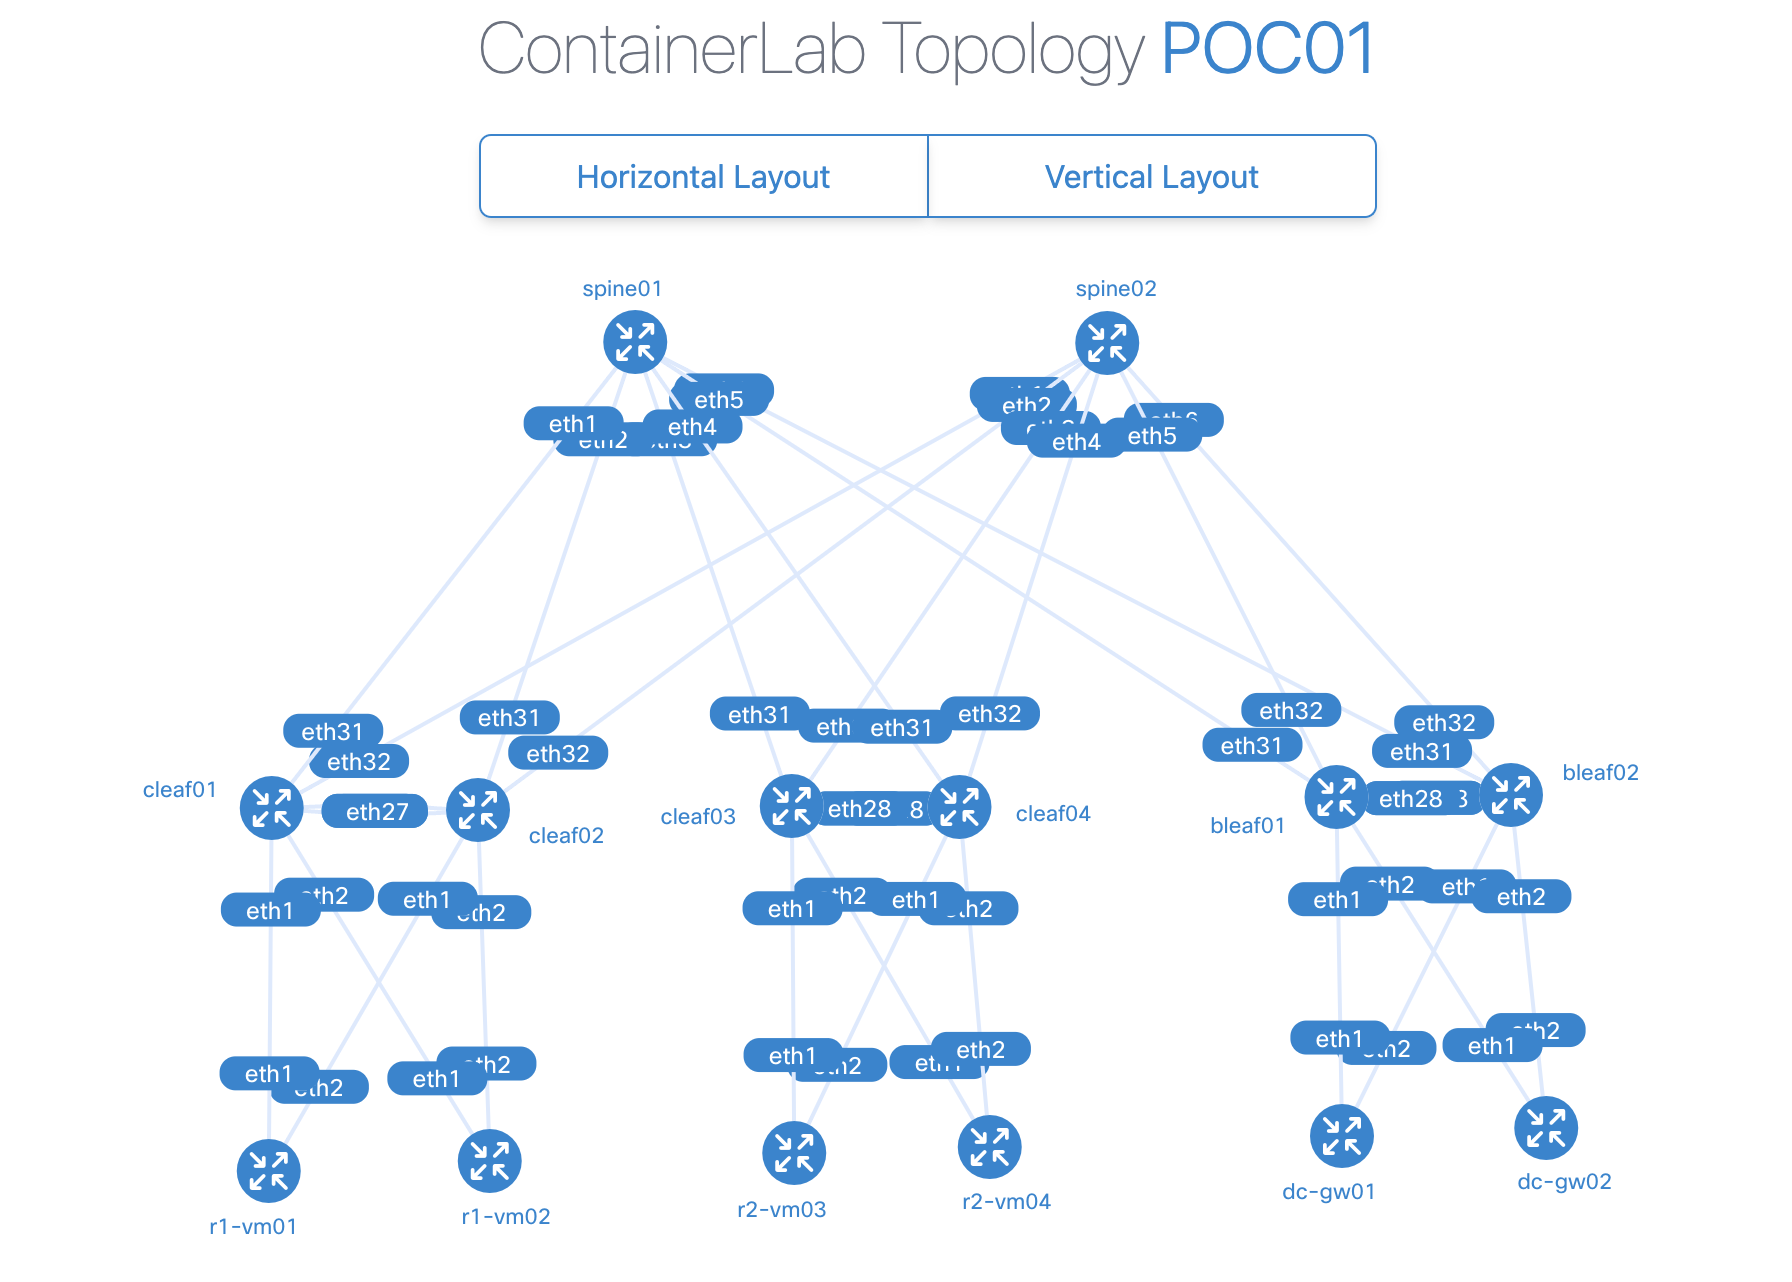 ContainerLab Topology POC01
Horizontal Layout
Vertical Layout
spine01
spine02
eth5
eth1
eth4
eth2
eth2
eth4
eth5
eth31
eth32
eth31
eth32
eth31
eth31
eth32
eth32
eth31
eth32
eth31
cleaf01
eth27
cleaf02
cleaf03
eth28
8
cleaf04
bleaf01
eth28
bleaf02
eth1
eth2
eth1
eth2
eth1
eth2
eth1
eth2
eth1
eth2
eth2
eth1
eth2
eth1
eth2
eth1
eth2
eth2
eth1
eth2
eth1
eth2
r1-vm01
r1-vm02
r2-vm03
r2-vm04
dc-gw01
dc-gw02